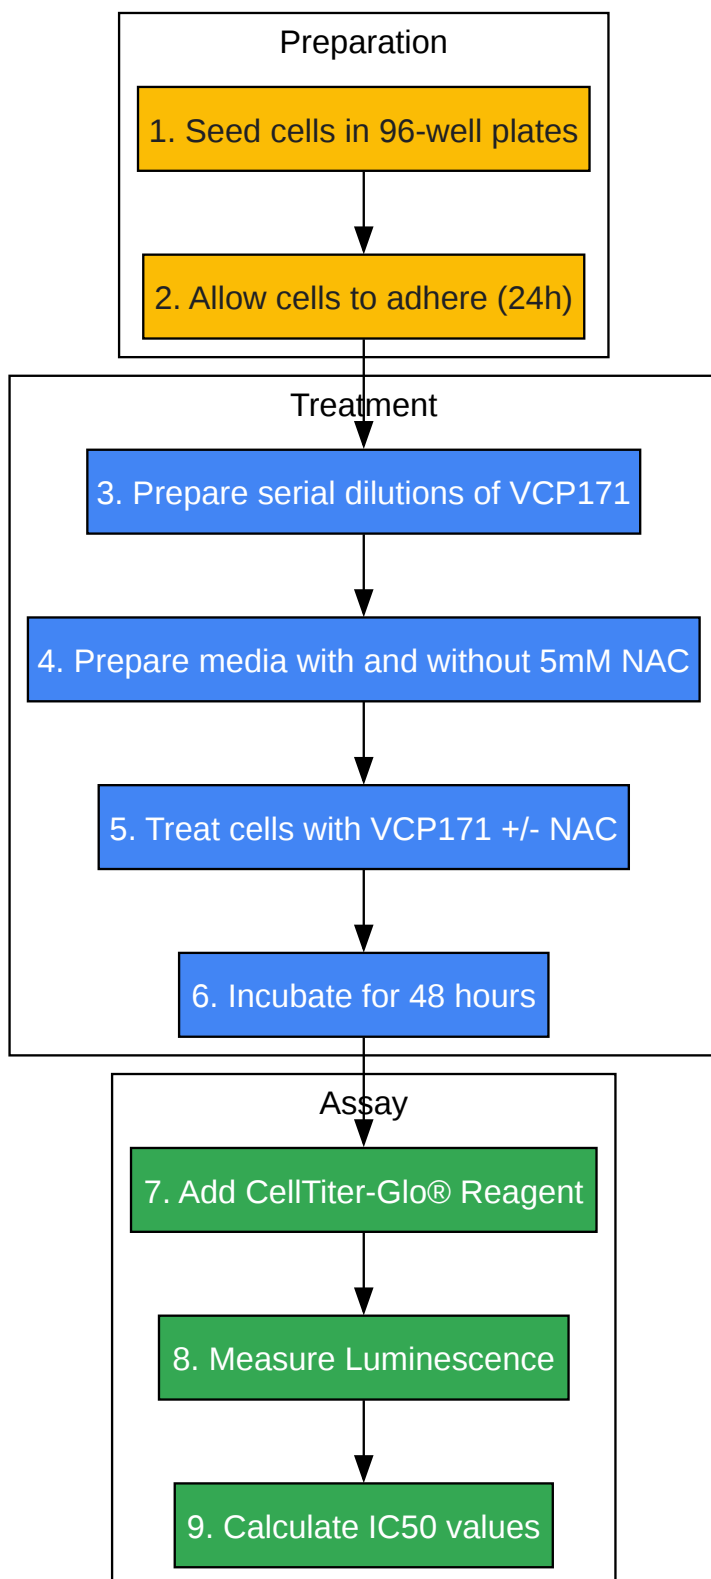 Preparation
1. Seed cells in 96-well plates
2. Allow cells to adhere (24h)
Treatment
3. Prepare serial dilutions of VCP171
4. Prepare media with and without 5mM NAC
5. Treat cells with VCP171 +/- NAC
6. Incubate for 48 hours
Assay
7. Add CellTiter-Glo® Reagent
8. Measure Luminescence
9. Calculate IC50 values